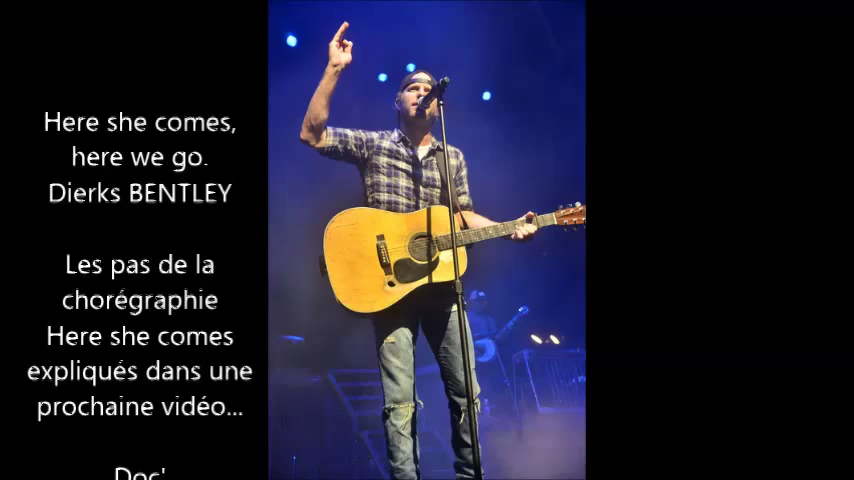 Here she comes,
here we go.
Dierks BENTLEY
Les pas de la
chorégraphie
Here she comes
expliqués dans une
prochaine vidéo...
Doc'